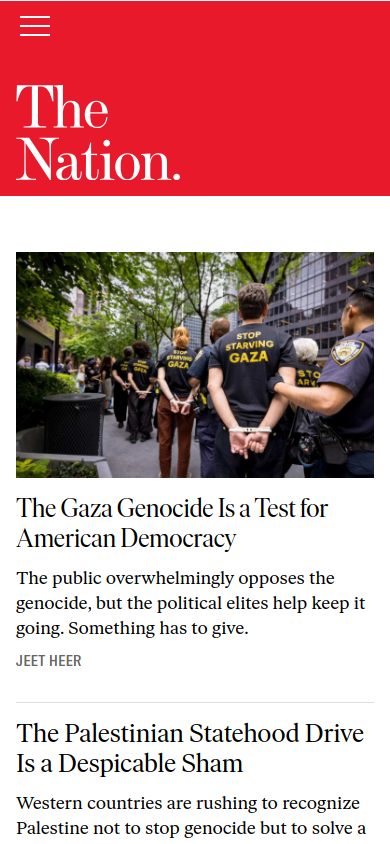 The
Nation.
STOP
STARVING
GAZA
STOP
STARVING
GAZA
The Gaza Genocide Is a Test for
American Democracy
The public overwhelmingly opposes the
genocide, but the political elites help keep it
going. Something has to give.
JEET HEER
The Palestinian Statehood Drive
Is a Despicable Sham
Western countries are rushing to recognize
Palestine not to stop genocide but to solve a